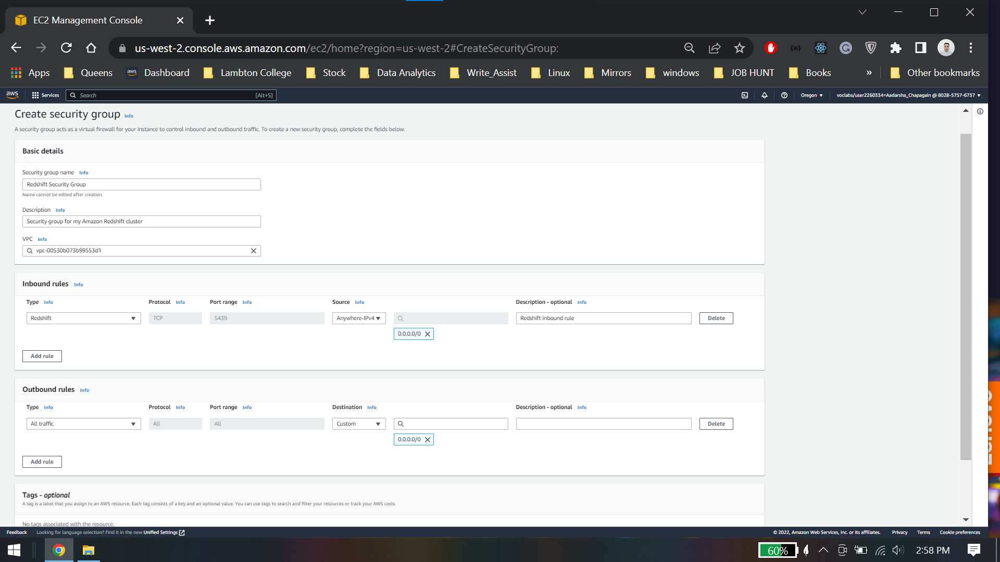 EC2 Management Console
us-west-2.console.aws.amazon.com/ec2/home?region=us-west-2#CreateSecurityGroup:
Apps Queens aws Dashboard Lambton College Stock Data Analytics Write_Assist Linux Mirrors windows JOB HUNT Books » Other bookmarks
aws Services Search [Alt+S] Oregon voclabs/user2260334=Aadarsha_Chapagain @ 8028-5757-6737
Create security group Info
A security group acts as a virtual firewall for your instance to control inbound and outbound traffic. To create a new security group, complete the fields below.
Basic details
Security group name Info
Redshift Security Group
Name cannot be edited after creation.
Description Info
Security group for my Amazon Redshift cluster
VPC Info
vpc-00530b073b99553d1
Inbound rules Info
Type Info Protocol Info Port range Info Source Info Description - optional Info
Redshift TCP 5439 Anywhere-IPv4 Redshift inbound rule Delete
0.0.0.0/0
Add rule
Outbound rules Info
Type Info Protocol Info Port range Info Destination Info Description - optional Info
All traffic All All Custom Delete
0.0.0.0/0
Add rule
Tags - optional
A tag is a label that you assign to an AWS resource. Each tag consists of a key and an optional value. You can use tags to search and filter your resources or track your AWS costs.
No tags associated with the resource.
Feedback Looking for language selection? Find it in the new Unified Settings © 2022, Amazon Web Services, Inc. or its affiliates. Privacy Terms Cookie preferences
60% 2:58 PM